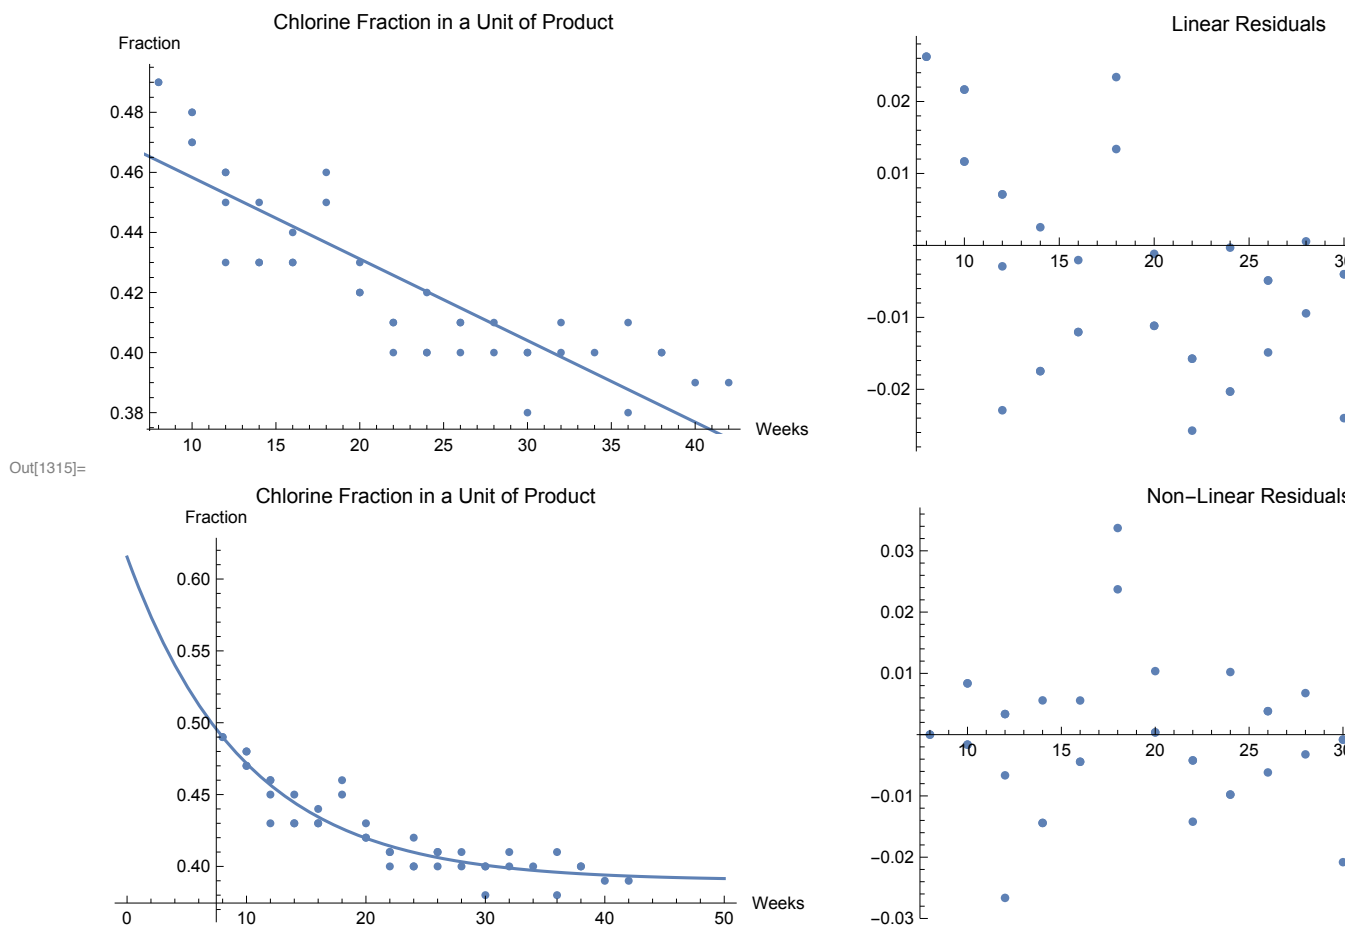 Chlorine Fraction in a Unit of Product
Fraction
0.48
0.46
0.44
0.42
0.40
0.38
10 15 20 25 30 35 40
Weeks
Linear Residuals
0.02
0.01
-0.01
-0.02
10 15 20 25
Out[1315]=
Chlorine Fraction in a Unit of Product
Fraction
0.60
0.55
0.50
0.45
0.40
0 10 20 30 40 50
Weeks
Non-Linear Residuals
0.03
0.02
0.01
-0.01
-0.02
-0.03
10 15 20 25